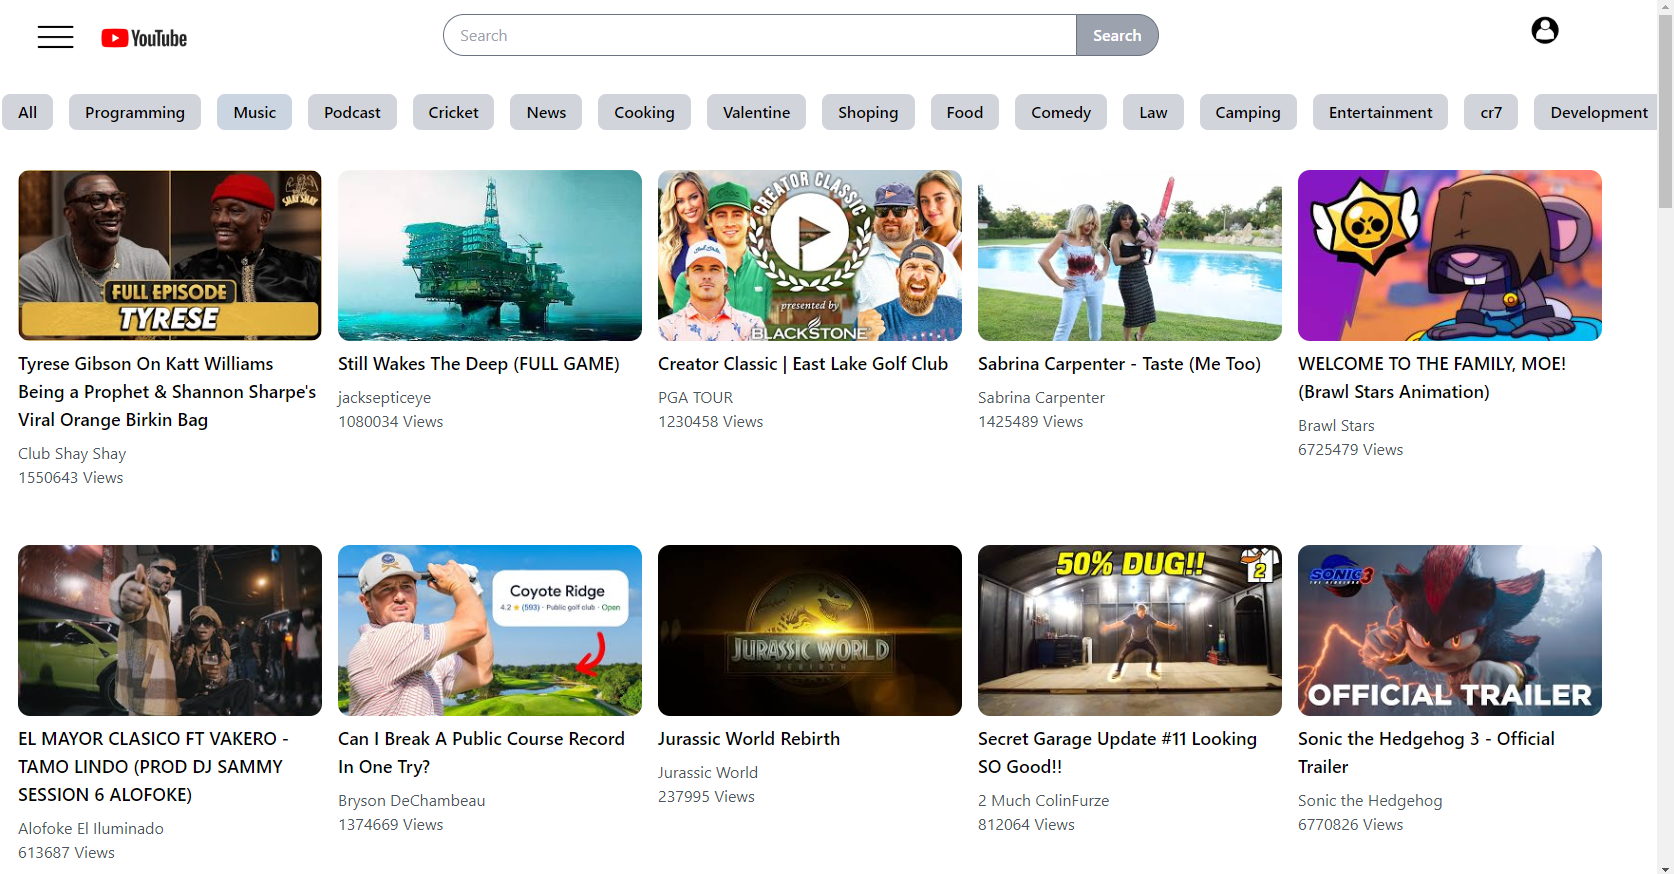 YouTube
Search
Search
All
Programming
Music
Podcast
Cricket
News
Cooking
Valentine
Shoping
Food
Comedy
Law
Camping
Entertainment
cr7
Development
SHAY SHAY
FULL EPISODE
TYRESE
CREATOR CLASSIC
presented by
BLACKSTONE
Tyrese Gibson On Katt Williams
Being a Prophet & Shannon Sharpe's
Viral Orange Birkin Bag
Club Shay Shay
1550643 Views
Still Wakes The Deep (FULL GAME)
jacksepticeye
1080034 Views
Creator Classic | East Lake Golf Club
PGA TOUR
1230458 Views
Sabrina Carpenter - Taste (Me Too)
Sabrina Carpenter
1425489 Views
WELCOME TO THE FAMILY, MOE!
(Brawl Stars Animation)
Brawl Stars
6725479 Views
Coyote Ridge
4.2 ★ (593) · Public golf club · Open
JURASSIC WORLD
REBIRTH
50% DUG!!
2
SONIC 3
OFFICIAL TRAILER
EL MAYOR CLASICO FT VAKERO -
TAMO LINDO (PROD DJ SAMMY
SESSION 6 ALOFOKE)
Alofoke El Iluminado
613687 Views
Can I Break A Public Course Record
In One Try?
Bryson DeChambeau
1374669 Views
Jurassic World Rebirth
Jurassic World
237995 Views
Secret Garage Update #11 Looking
SO Good!!
2 Much ColinFurze
812064 Views
Sonic the Hedgehog 3 - Official
Trailer
Sonic the Hedgehog
6770826 Views